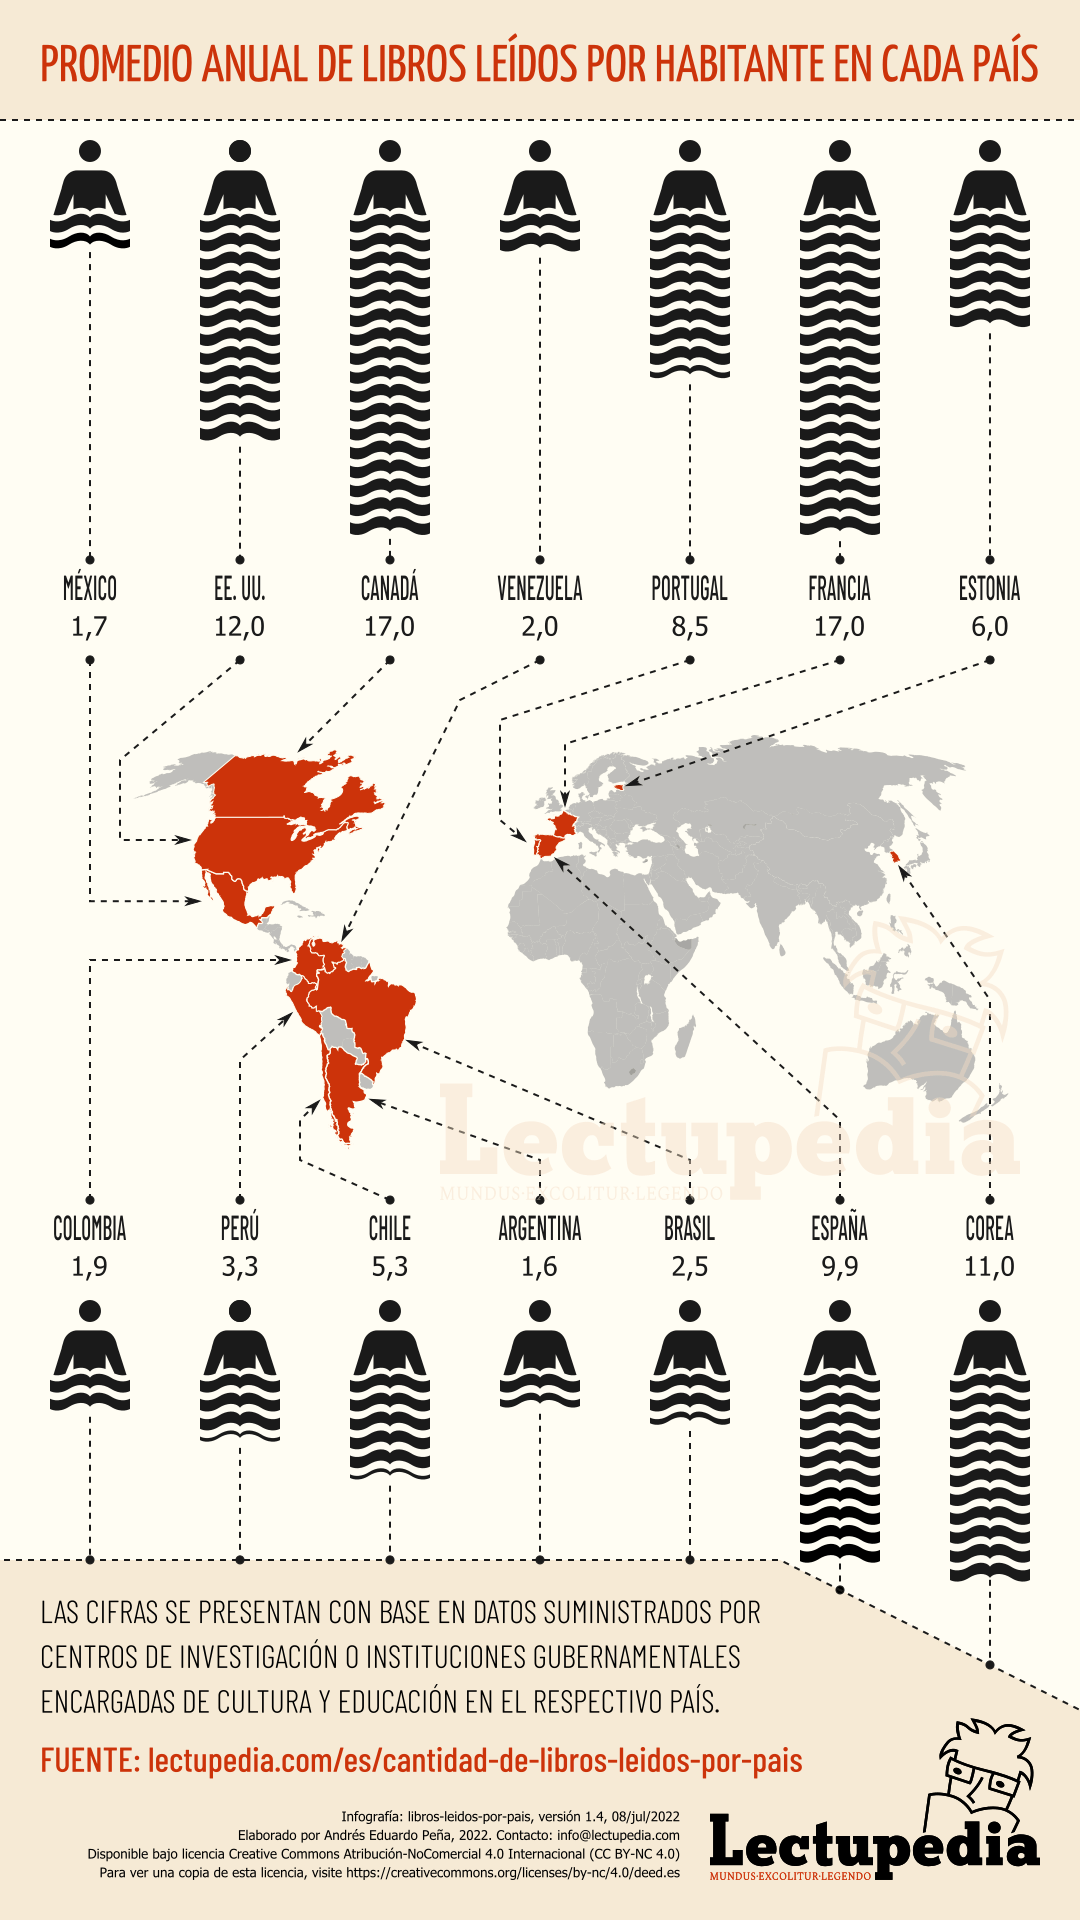 PROMEDIO ANUAL DE LIBROS LEÍDOS POR HABITANTE EN CADA PAÍS
MÉXICO
1,7
EE. UU.
12,0
CANADÁ
17,0
VENEZUELA
2,0
PORTUGAL
8,5
FRANCIA
17,0
ESTONIA
6,0
Lectupedia
MUNDUS·EXCOLITUR·LEGENDO
COLOMBIA
1,9
PERÚ
3,3
CHILE
5,3
ARGENTINA
1,6
BRASIL
2,5
ESPAÑA
9,9
COREA
11,0
LAS CIFRAS SE PRESENTAN CON BASE EN DATOS SUMINISTRADOS POR
CENTROS DE INVESTIGACIÓN O INSTITUCIONES GUBERNAMENTALES
ENCARGADAS DE CULTURA Y EDUCACIÓN EN EL RESPECTIVO PAÍS.
FUENTE: lectupedia.com/es/cantidad-de-libros-leidos-por-pais
Infografía: libros-leidos-por-pais, versión 1.4, 08/jul/2022
Elaborado por Andrés Eduardo Peña, 2022. Contacto: info@lectupedia.com
Disponible bajo licencia Creative Commons Atribución-NoComercial 4.0 Internacional (CC BY-NC 4.0)
Para ver una copia de esta licencia, visite https://creativecommons.org/licenses/by-nc/4.0/deed.es
Lectupedia
MUNDUS·EXCOLITUR·LEGENDO